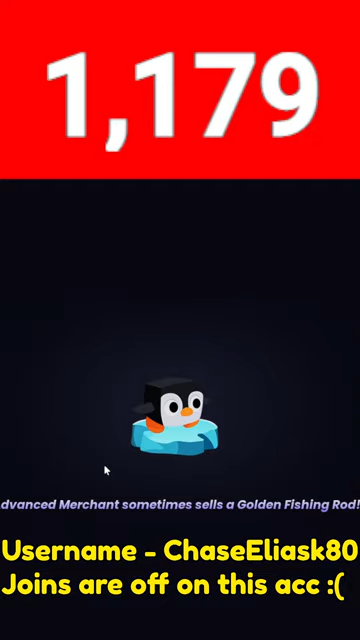 1,179
dvanced Merchant sometimes sells a Golden Fishing Rod!
Username - ChaseEliask80
Joins are off on this acc :(